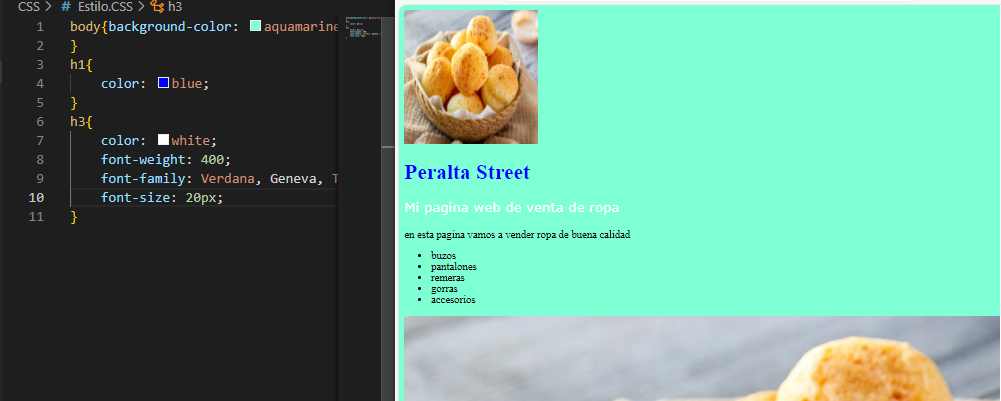 CSS > # Estilo.CSS > h3
1 body{background-color: aquamarine
2 }
3 h1{
4 color: blue;
5 }
6 h3{
7 color: white;
8 font-weight: 400;
9 font-family: Verdana, Geneva, T
10 font-size: 20px;
11 }
Peralta Street
Mi pagina web de venta de ropa
en esta pagina vamos a vender ropa de buena calidad
• buzos
• pantalones
• remeras
• gorras
• accesorios